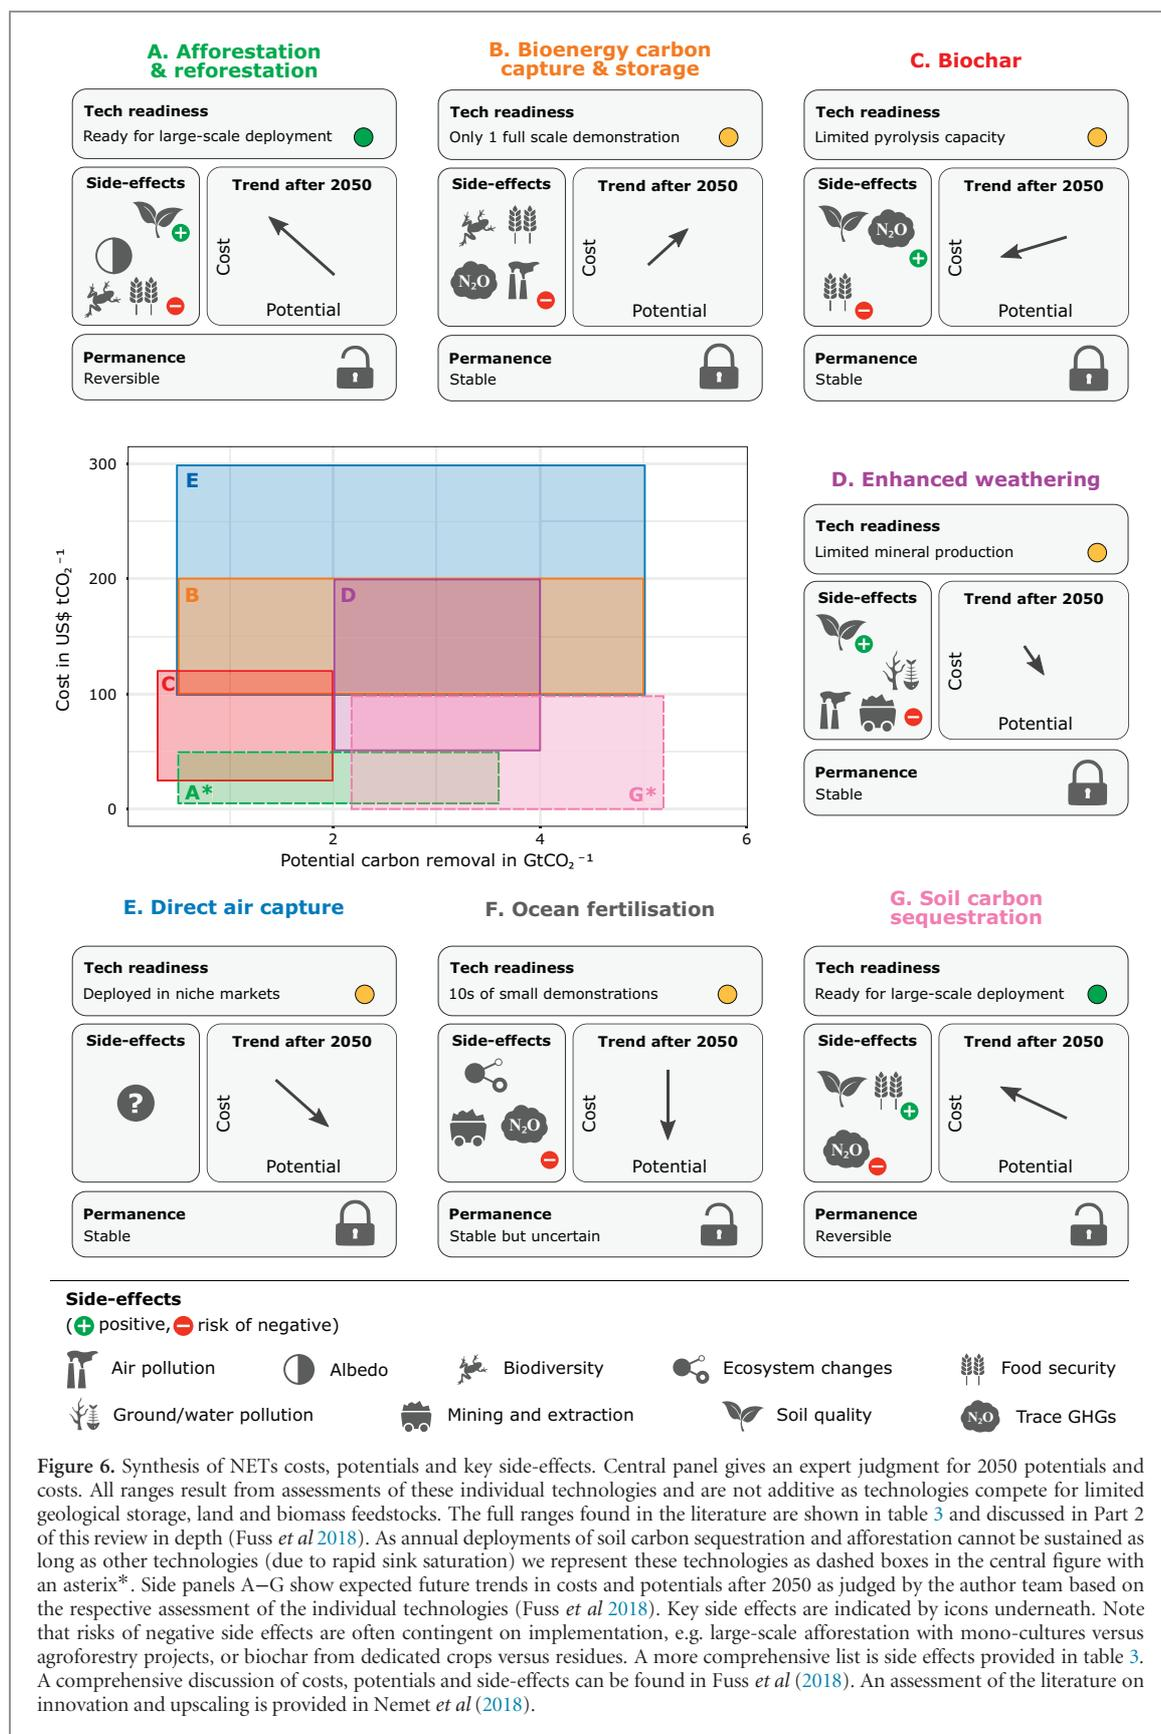 A. Afforestation
& reforestation
Tech readiness
Ready for large-scale deployment
Side-effects
Trend after 2050
Cost
Potential
Permanence
Reversible
B. Bioenergy carbon
capture & storage
Tech readiness
Only 1 full scale demonstration
Side-effects
N₂O
Trend after 2050
Cost
Potential
Permanence
Stable
C. Biochar
Tech readiness
Limited pyrolysis capacity
Side-effects
N₂O
Trend after 2050
Cost
Potential
Permanence
Stable
Cost in US$ tCO₂⁻¹
300
200
100
0
E
B
D
C
A*
G*
2
4
6
Potential carbon removal in GtCO₂⁻¹
D. Enhanced weathering
Tech readiness
Limited mineral production
Side-effects
Trend after 2050
Cost
Potential
Permanence
Stable
E. Direct air capture
Tech readiness
Deployed in niche markets
Side-effects
?
Trend after 2050
Cost
Potential
Permanence
Stable
F. Ocean fertilisation
Tech readiness
10s of small demonstrations
Side-effects
N₂O
Trend after 2050
Cost
Potential
Permanence
Stable but uncertain
G. Soil carbon
sequestration
Tech readiness
Ready for large-scale deployment
Side-effects
N₂O
Trend after 2050
Cost
Potential
Permanence
Reversible
Side-effects
(+ positive, − risk of negative)
Air pollution
Albedo
Biodiversity
Ecosystem changes
Food security
Ground/water pollution
Mining and extraction
Soil quality
N₂O Trace GHGs
Figure 6. Synthesis of NETs costs, potentials and key side-effects. Central panel gives an expert judgment for 2050 potentials and
costs. All ranges result from assessments of these individual technologies and are not additive as technologies compete for limited
geological storage, land and biomass feedstocks. The full ranges found in the literature are shown in table 3 and discussed in Part 2
of this review in depth (Fuss et al 2018). As annual deployments of soil carbon sequestration and afforestation cannot be sustained as
long as other technologies (due to rapid sink saturation) we represent these technologies as dashed boxes in the central figure with
an asterix*. Side panels A–G show expected future trends in costs and potentials after 2050 as judged by the author team based on
the respective assessment of the individual technologies (Fuss et al 2018). Key side effects are indicated by icons underneath. Note
that risks of negative side effects are often contingent on implementation, e.g. large-scale afforestation with mono-cultures versus
agroforestry projects, or biochar from dedicated crops versus residues. A more comprehensive list is side effects provided in table 3.
A comprehensive discussion of costs, potentials and side-effects can be found in Fuss et al (2018). An assessment of the literature on
innovation and upscaling is provided in Nemet et al (2018).